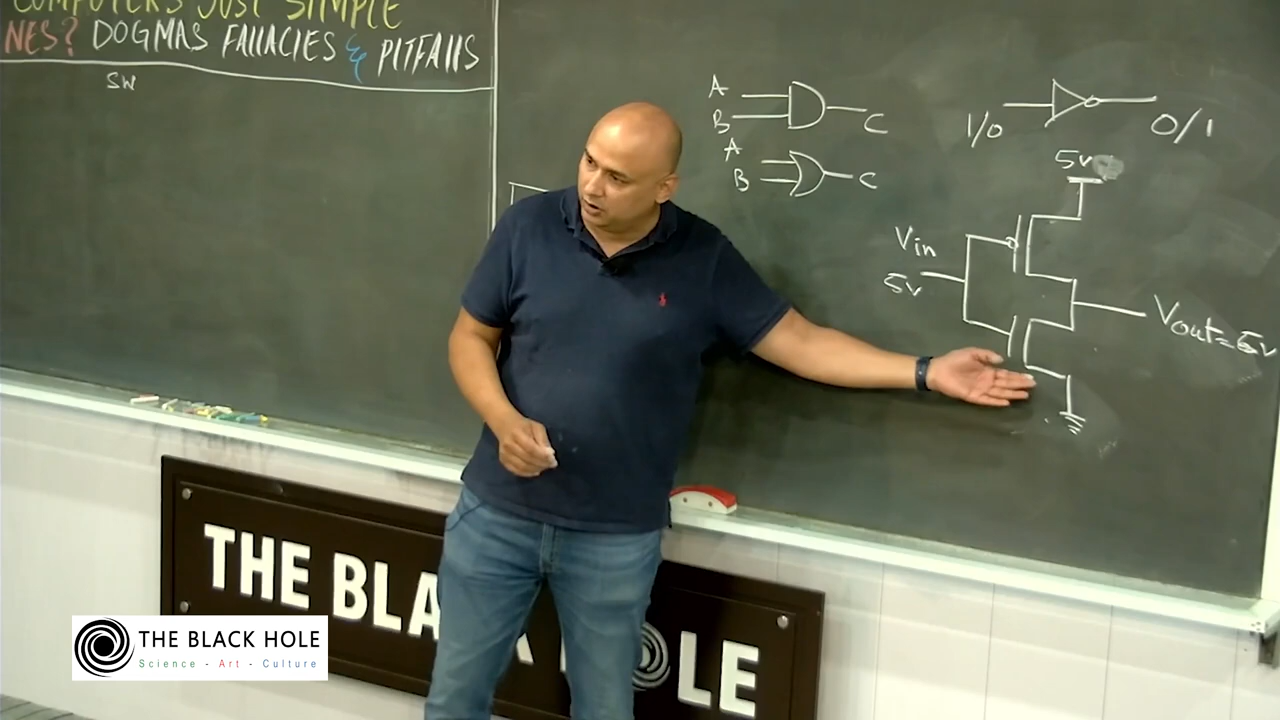 COMPUTERS JUST SIMPLE
NES? DOGMAS FALLACIES & PITFALLS
SW
A
B
C
A
B
C
1/0
0/1
5v
Vin
5v
Vout=5v
THE BLA
OLE
THE BLACK HOLE
Science - Art - Culture